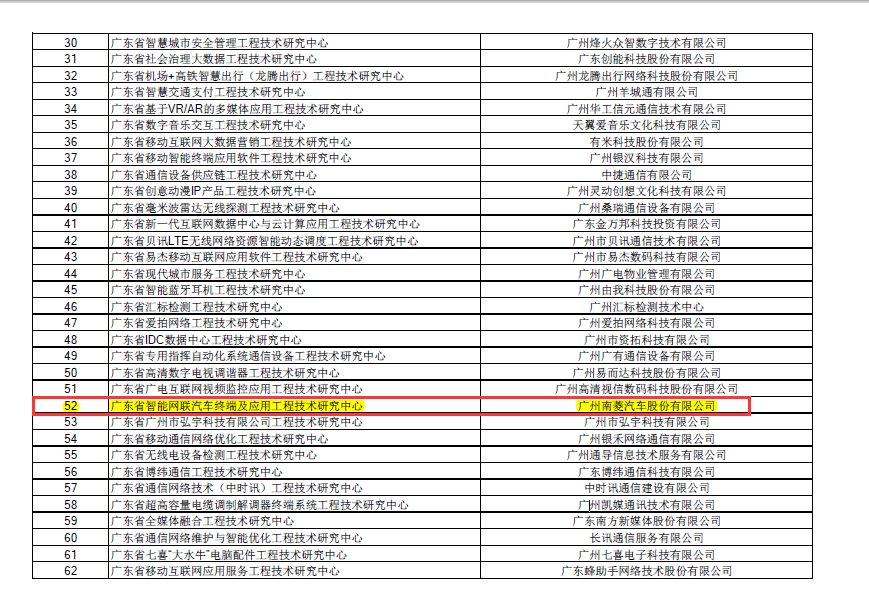 30 广东省智慧城市安全管理工程技术研究中心 广州烽火众智数字技术有限公司
31 广东省社会治理大数据工程技术研究中心 广东创能科技股份有限公司
32 广东省机场+高铁智慧出行（龙腾出行）工程技术研究中心 广州龙腾出行网络科技股份有限公司
33 广东省智慧交通支付工程技术研究中心 广州羊城通有限公司
34 广东省基于VR/AR的多媒体应用工程技术研究中心 广州华工信元通信技术有限公司
35 广东省数字音乐交互工程技术研究中心 天翼爱音乐文化科技有限公司
36 广东省移动互联网大数据营销工程技术研究中心 有米科技股份有限公司
37 广东省移动智能终端应用软件工程技术研究中心 广州银汉科技有限公司
38 广东省通信设备供应链工程技术研究中心 中捷通信有限公司
39 广东省创意动漫IP产品工程技术研究中心 广州灵动创想文化科技有限公司
40 广东省毫米波雷达无线探测工程技术研究中心 广州桑瑞通信设备有限公司
41 广东省新一代互联网数据中心与云计算应用工程技术研究中心 广东金万邦科技投资有限公司
42 广东省贝讯LTE无线网络资源智能动态调度工程技术研究中心 广州市贝讯通信技术有限公司
43 广东省易杰移动互联网应用软件工程技术研究中心 广州市易杰数码科技有限公司
44 广东省现代城市服务工程技术研究中心 广州广电物业管理有限公司
45 广东省智能蓝牙耳机工程技术研究中心 广州由我科技股份有限公司
46 广东省汇标检测工程技术研究中心 广州汇标检测技术中心
47 广东省爱拍网络工程技术研究中心 广州爱拍网络科技有限公司
48 广东省IDC数据中心工程技术研究中心 广州市资拓科技有限公司
49 广东省专用指挥自动化系统通信设备工程技术研究中心 广州广有通信设备有限公司
50 广东省高清数字电视调谐器工程技术研究中心 广州易而达科技股份有限公司
51 广东省广电互联网视频监控应用工程技术研究中心 广州高清视信数码科技股份有限公司
52 广东省智能网联汽车终端及应用工程技术研究中心 广州南菱汽车股份有限公司
53 广东省广州市弘宇科技有限公司工程技术研究中心 广州市弘宇科技有限公司
54 广东省移动通信网络优化工程技术研究中心 广州银禾网络通信有限公司
55 广东省无线电设备检测工程技术研究中心 广州通导信息技术服务有限公司
56 广东省博纬通信工程技术研究中心 广东博纬通信科技有限公司
57 广东省通信网络技术（中时讯）工程技术研究中心 中时讯通信建设有限公司
58 广东省超高容量电缆调制解调器终端系统工程技术研究中心 广州凯媒通讯技术有限公司
59 广东省全媒体融合工程技术研究中心 广东南方新媒体股份有限公司
60 广东省通信网络维护与智能优化工程技术研究中心 长讯通信服务有限公司
61 广东省七喜“大水牛”电脑配件工程技术研究中心 广州七喜电子科技有限公司
62 广东省移动互联网应用服务工程技术研究中心 广东蜂助手网络技术股份有限公司